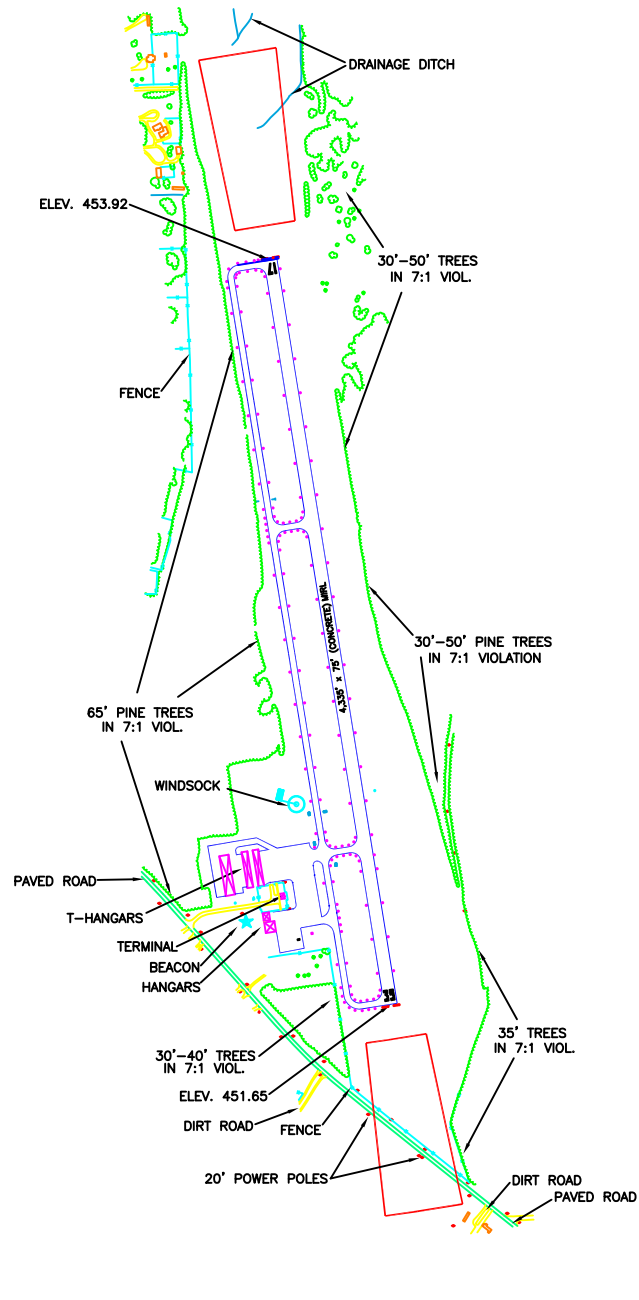 DRAINAGE DITCH
ELEV. 453.92
17
30'-50' TREES
IN 7:1 VIOL.
FENCE
4,335' x 75' (CONCRETE) MIRL
30'-50' PINE TREES
IN 7:1 VIOLATION
65' PINE TREES
IN 7:1 VIOL.
WINDSOCK
PAVED ROAD
T-HANGARS
TERMINAL
BEACON
HANGARS
35
30'-40' TREES
IN 7:1 VIOL.
35' TREES
IN 7:1 VIOL.
ELEV. 451.65
DIRT ROAD
FENCE
20' POWER POLES
DIRT ROAD
PAVED ROAD